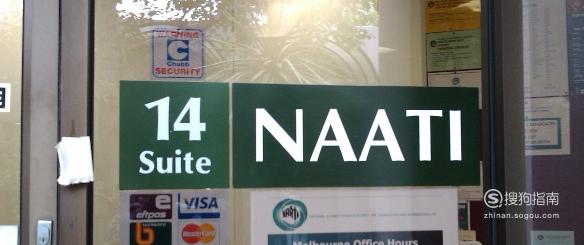 WARNING
C
Chubb
SECURITY
14
Suite
NAATI
eftpos
VISA
MasterCard
NAATI
Melbourne Office Hours
S 搜狗指南
zhinan.sogou.com